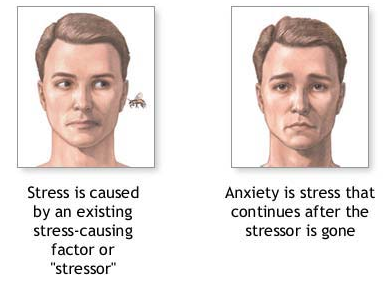 Stress is caused
by an existing
stress-causing
factor or
"stressor"
Anxiety is stress that
continues after the
stressor is gone